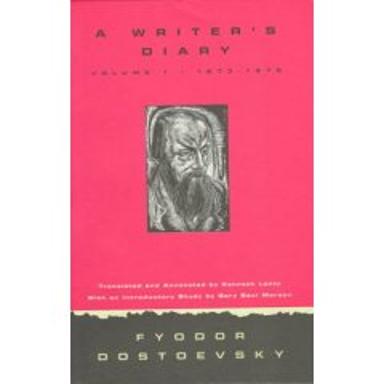 A WRITER'S
DIARY
VOLUME 1 • 1873-1876
Translated and Annotated by Kenneth Lantz
With an Introductory Study by Gary Saul Morson
FYODOR
DOSTOEVSKY